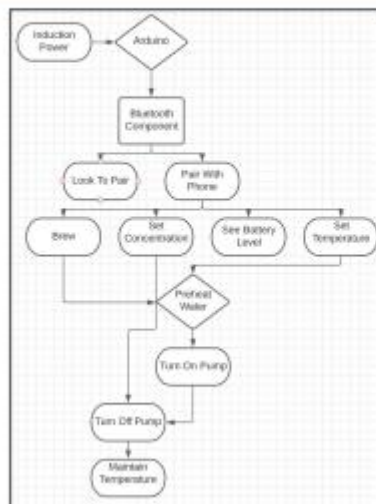 Induction
Power
Arduino
Bluetooth
Component
Look To Pair
Pair With
Phone
Brew
Set
Concentration
See Battery
Level
Set
Temperature
Preheat
Water
Turn On Pump
Turn Off Pump
Maintain
Temperature